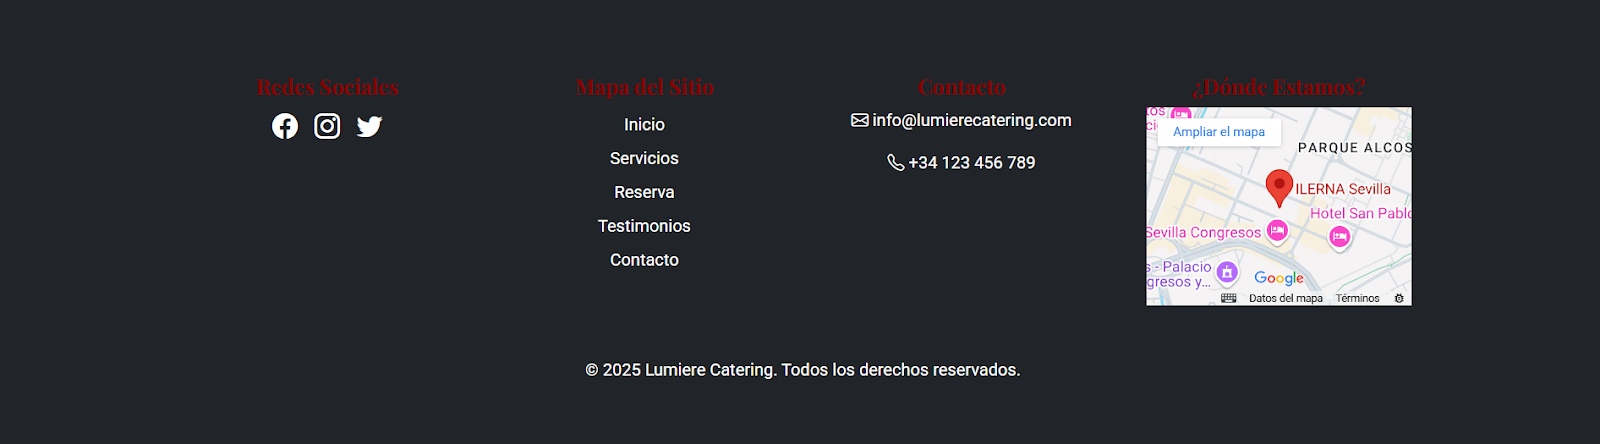 Redes Sociales
Mapa del Sitio
Inicio
Servicios
Reserva
Testimonios
Contacto
Contacto
info@lumierecatering.com
+34 123 456 789
¿Dónde Estamos?
Ampliar el mapa
PARQUE ALCOS
ILERNA Sevilla
Hotel San Pablo
Sevilla Congresos
s - Palacio
gresos y...
Google
Datos del mapa Términos
© 2025 Lumiere Catering. Todos los derechos reservados.